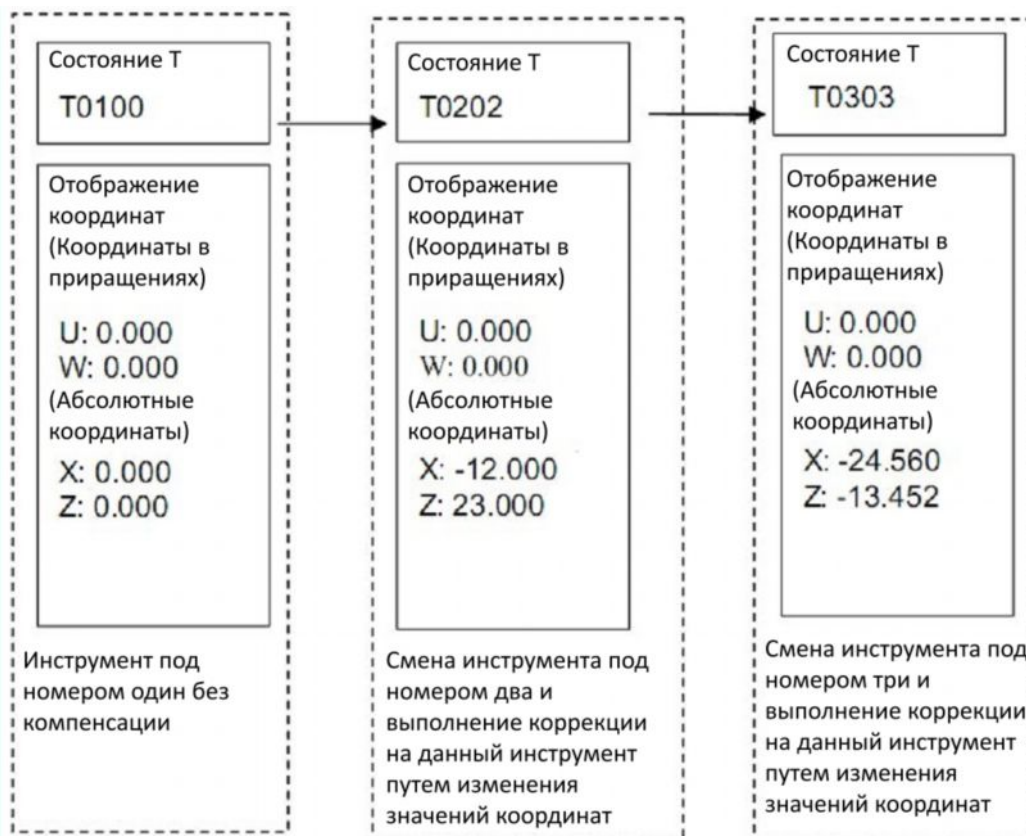 Состояние Т
T0100
Отображение
координат
(Координаты в
приращениях)
U: 0.000
W: 0.000
(Абсолютные
координаты)
X: 0.000
Z: 0.000
Инструмент под
номером один без
компенсации
Состояние Т
T0202
Отображение
координат
(Координаты в
приращениях)
U: 0.000
W: 0.000
(Абсолютные
координаты)
X: -12.000
Z: 23.000
Смена инструмента под
номером два и
выполнение коррекции
на данный инструмент
путем изменения
значений координат
Состояние Т
T0303
Отображение
координат
(Координаты в
приращениях)
U: 0.000
W: 0.000
(Абсолютные
координаты)
X: -24.560
Z: -13.452
Смена инструмента под
номером три и
выполнение коррекции
на данный инструмент
путем изменения
значений координат